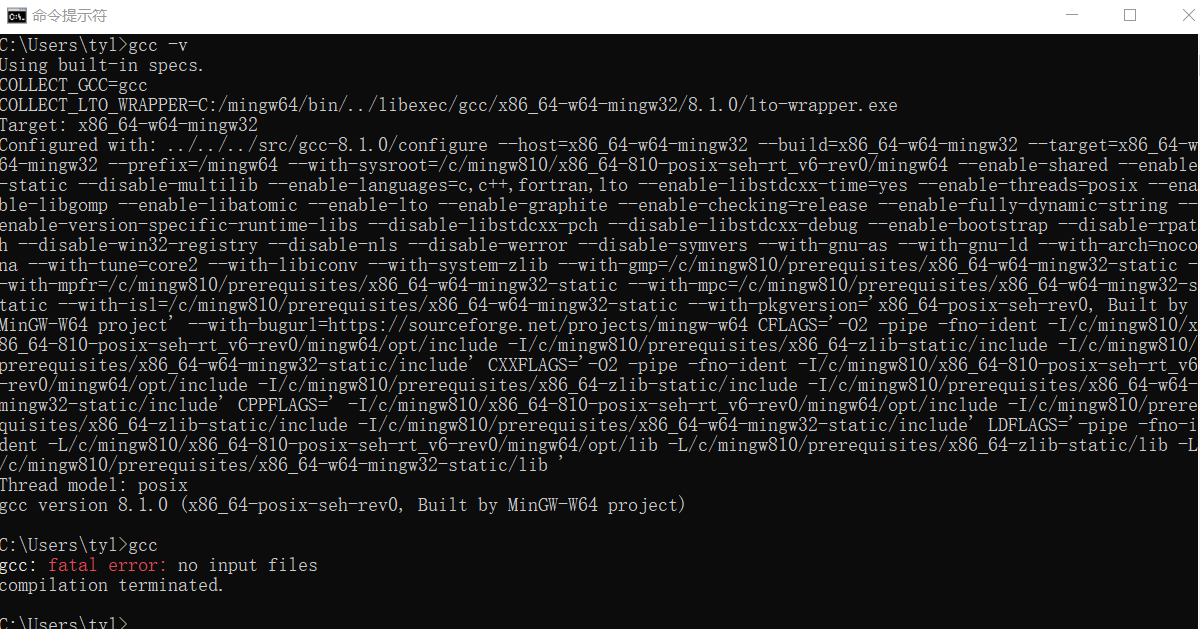 命令提示符
C:\Users\tyl>gcc -v
Using built-in specs.
COLLECT_GCC=gcc
COLLECT_LTO_WRAPPER=C:/mingw64/bin/../libexec/gcc/x86_64-w64-mingw32/8.1.0/lto-wrapper.exe
Target: x86_64-w64-mingw32
Configured with: ../../../src/gcc-8.1.0/configure --host=x86_64-w64-mingw32 --build=x86_64-w64-mingw32 --target=x86_64-w
64-mingw32 --prefix=/mingw64 --with-sysroot=/c/mingw810/x86_64-810-posix-seh-rt_v6-rev0/mingw64 --enable-shared --enable
-static --disable-multilib --enable-languages=c,c++,fortran,lto --enable-libstdcxx-time=yes --enable-threads=posix --ena
ble-libgomp --enable-libatomic --enable-lto --enable-graphite --enable-checking=release --enable-fully-dynamic-string --
enable-version-specific-runtime-libs --disable-libstdcxx-pch --disable-libstdcxx-debug --enable-bootstrap --disable-rpat
h --disable-win32-registry --disable-nls --disable-werror --disable-symvers --with-gnu-as --with-gnu-ld --with-arch=noco
na --with-tune=core2 --with-libiconv --with-system-zlib --with-gmp=/c/mingw810/prerequisites/x86_64-w64-mingw32-static -
-with-mpfr=/c/mingw810/prerequisites/x86_64-w64-mingw32-static --with-mpc=/c/mingw810/prerequisites/x86_64-w64-mingw32-s
tatic --with-isl=/c/mingw810/prerequisites/x86_64-w64-mingw32-static --with-pkgversion='x86_64-posix-seh-rev0, Built by
MinGW-W64 project' --with-bugurl=https://sourceforge.net/projects/mingw-w64 CFLAGS='-O2 -pipe -fno-ident -I/c/mingw810/x
86_64-810-posix-seh-rt_v6-rev0/mingw64/opt/include -I/c/mingw810/prerequisites/x86_64-zlib-static/include -I/c/mingw810/
prerequisites/x86_64-w64-mingw32-static/include' CXXFLAGS='-O2 -pipe -fno-ident -I/c/mingw810/x86_64-810-posix-seh-rt_v6
-rev0/mingw64/opt/include -I/c/mingw810/prerequisites/x86_64-zlib-static/include -I/c/mingw810/prerequisites/x86_64-w64-
mingw32-static/include' CPPFLAGS=' -I/c/mingw810/x86_64-810-posix-seh-rt_v6-rev0/mingw64/opt/include -I/c/mingw810/prere
quisites/x86_64-zlib-static/include -I/c/mingw810/prerequisites/x86_64-w64-mingw32-static/include' LDFLAGS='-pipe -fno-i
dent -L/c/mingw810/x86_64-810-posix-seh-rt_v6-rev0/mingw64/opt/lib -L/c/mingw810/prerequisites/x86_64-zlib-static/lib -L
/c/mingw810/prerequisites/x86_64-w64-mingw32-static/lib '
Thread model: posix
gcc version 8.1.0 (x86_64-posix-seh-rev0, Built by MinGW-W64 project)
C:\Users\tyl>gcc
gcc: fatal error: no input files
compilation terminated.
C:\Users\tyl>